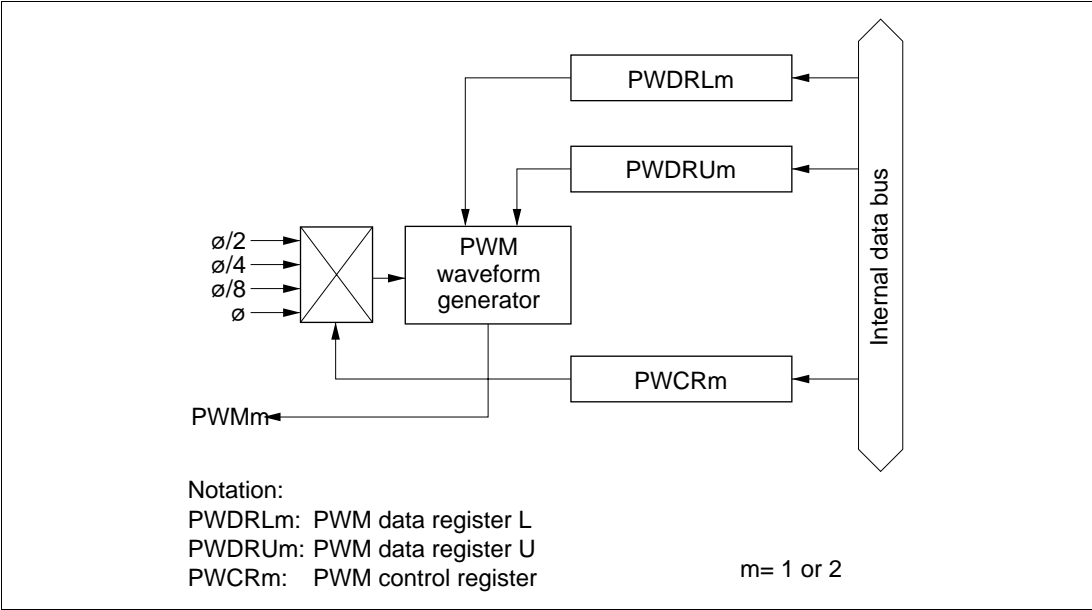 PWDRLm
PWDRUm
Internal data bus
ø/2
ø/4
ø/8
ø
PWM
waveform
generator
PWCRm
PWMm
Notation:
PWDRLm: PWM data register L
PWDRUm: PWM data register U
PWCRm: PWM control register
m= 1 or 2